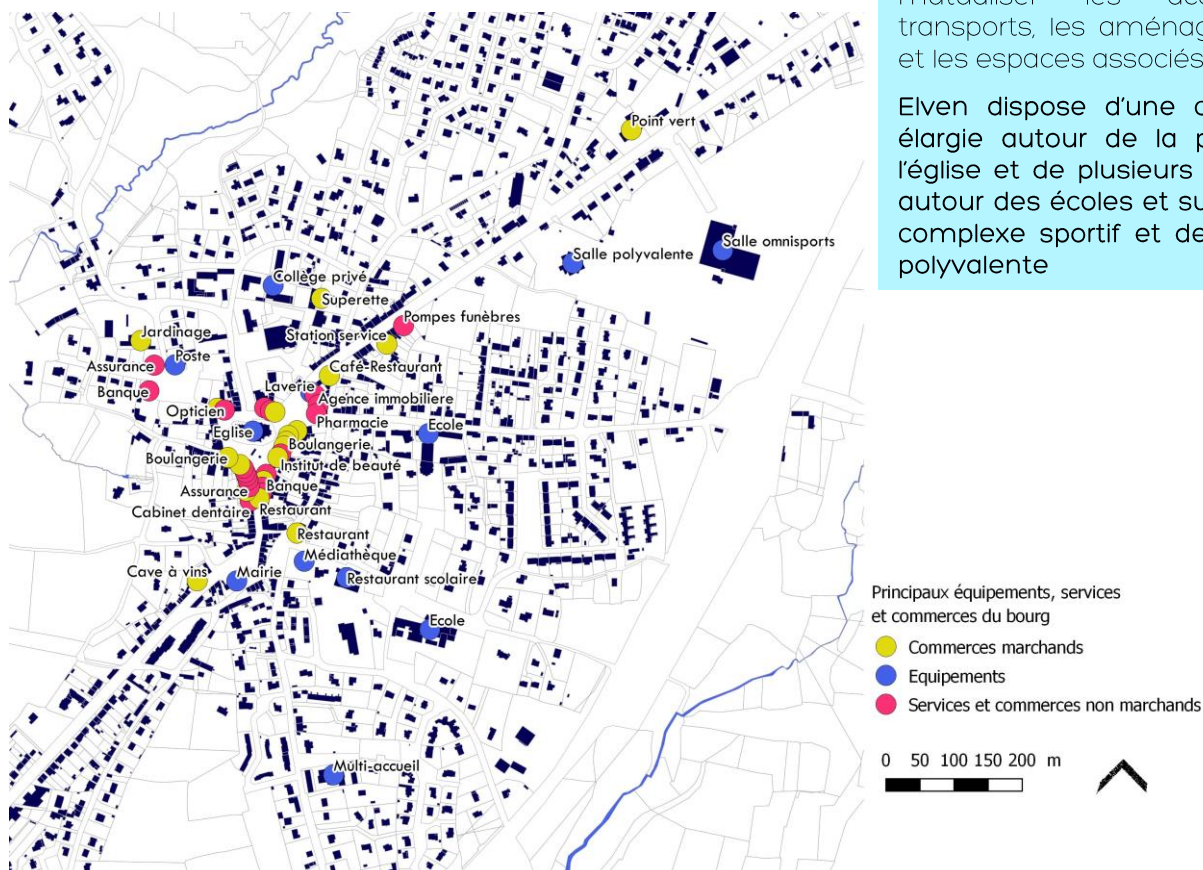 transports, les
et les espaces associés
Elven dispose d'une
élargie autour de la
l'église et de plusieurs
autour des écoles et
complexe sportif et
polyvalente
Point vert
Salle omnisports
Salle polyvalente
Collège privé
Superette
Pompes funèbres
Jardinage
Station service
Assurance
Poste
Café-Restaurant
Banque
Laverie
Agence immobiliere
Opticien
Pharmacie
Eglise
Ecole
Boulangerie
Boulangerie
Institut de beauté
Assurance
Banque
Cabinet dentaire
Restaurant
Restaurant
Médiathèque
Cave à vins
Mairie
Restaurant scolaire
Ecole
Multi-accueil
Principaux équipements, services
et commerces du bourg
Commerces marchands
Equipements
Services et commerces non marchands
0 50 100 150 200 m